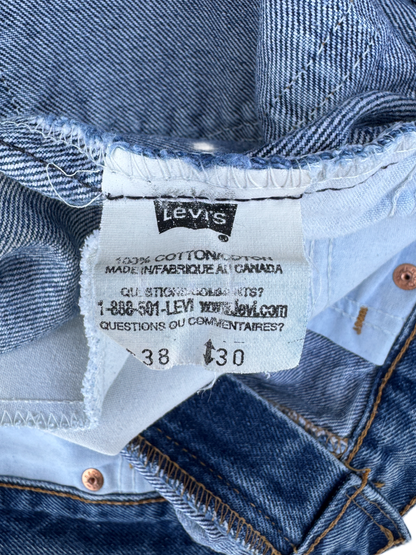 Levi's
®
100% COTTON/COTON
MADE IN/FABRIQUE AU CANADA
QUESTIONS COMMENTS?
1-888-501-LEVI www.levi.com
QUESTIONS OU COMMENTAIRES?
38 30